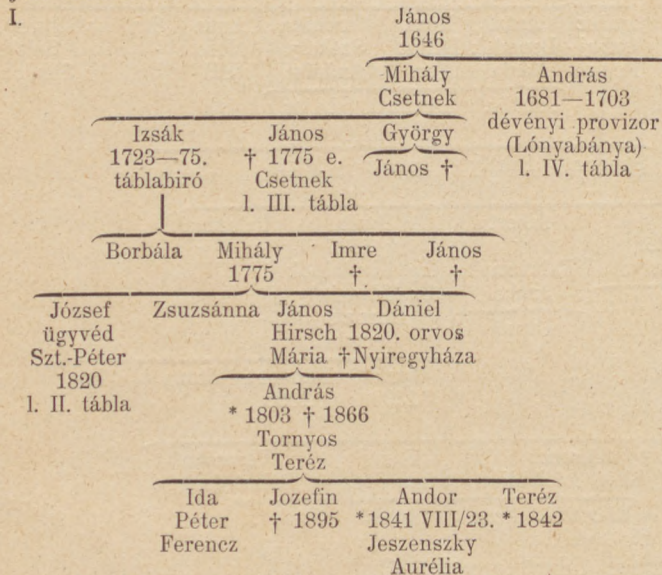 I.
János
1646
Mihály András
Csetnek 1681—1703
Izsák János György dévényi provizor
1723—75. † 1775 e. (Lónyabánya)
táblabiró Csetnek János † l. IV. tábla
l. III. tábla
Borbála Mihály Imre János
1775 † †
József Zsuzsánna János Dániel
ügyvéd Hirsch 1820. orvos
Szt.-Péter Mária † Nyiregyháza
1820
l. II. tábla
András
* 1803 † 1866
Tornyos
Teréz
Ida Jozefin Andor Teréz
Péter † 1895 * 1841 VIII/23. * 1842
Ferencz Jeszenszky
Aurélia